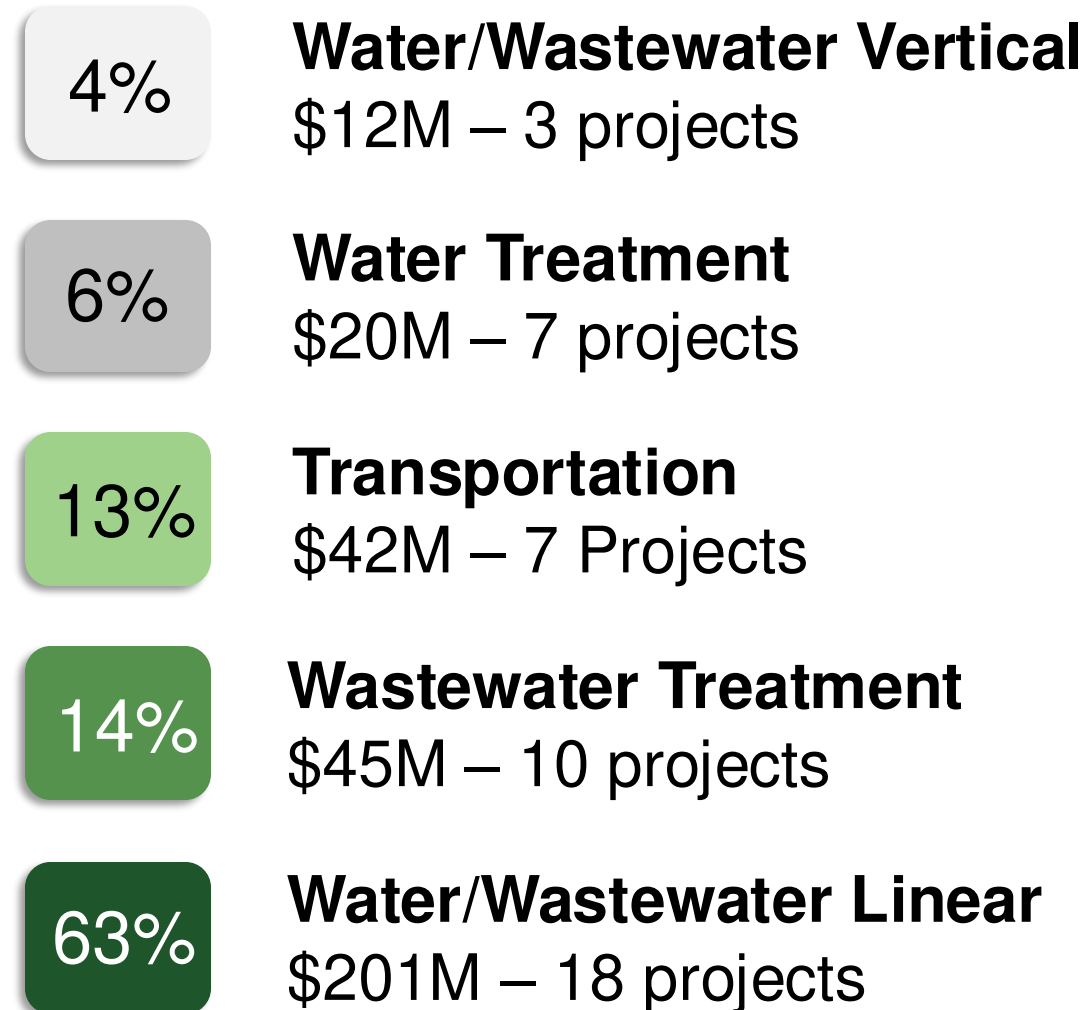 4%
Water/Wastewater Vertical
$12M – 3 projects
6%
Water Treatment
$20M – 7 projects
13%
Transportation
$42M – 7 Projects
14%
Wastewater Treatment
$45M – 10 projects
63%
Water/Wastewater Linear
$201M – 18 projects